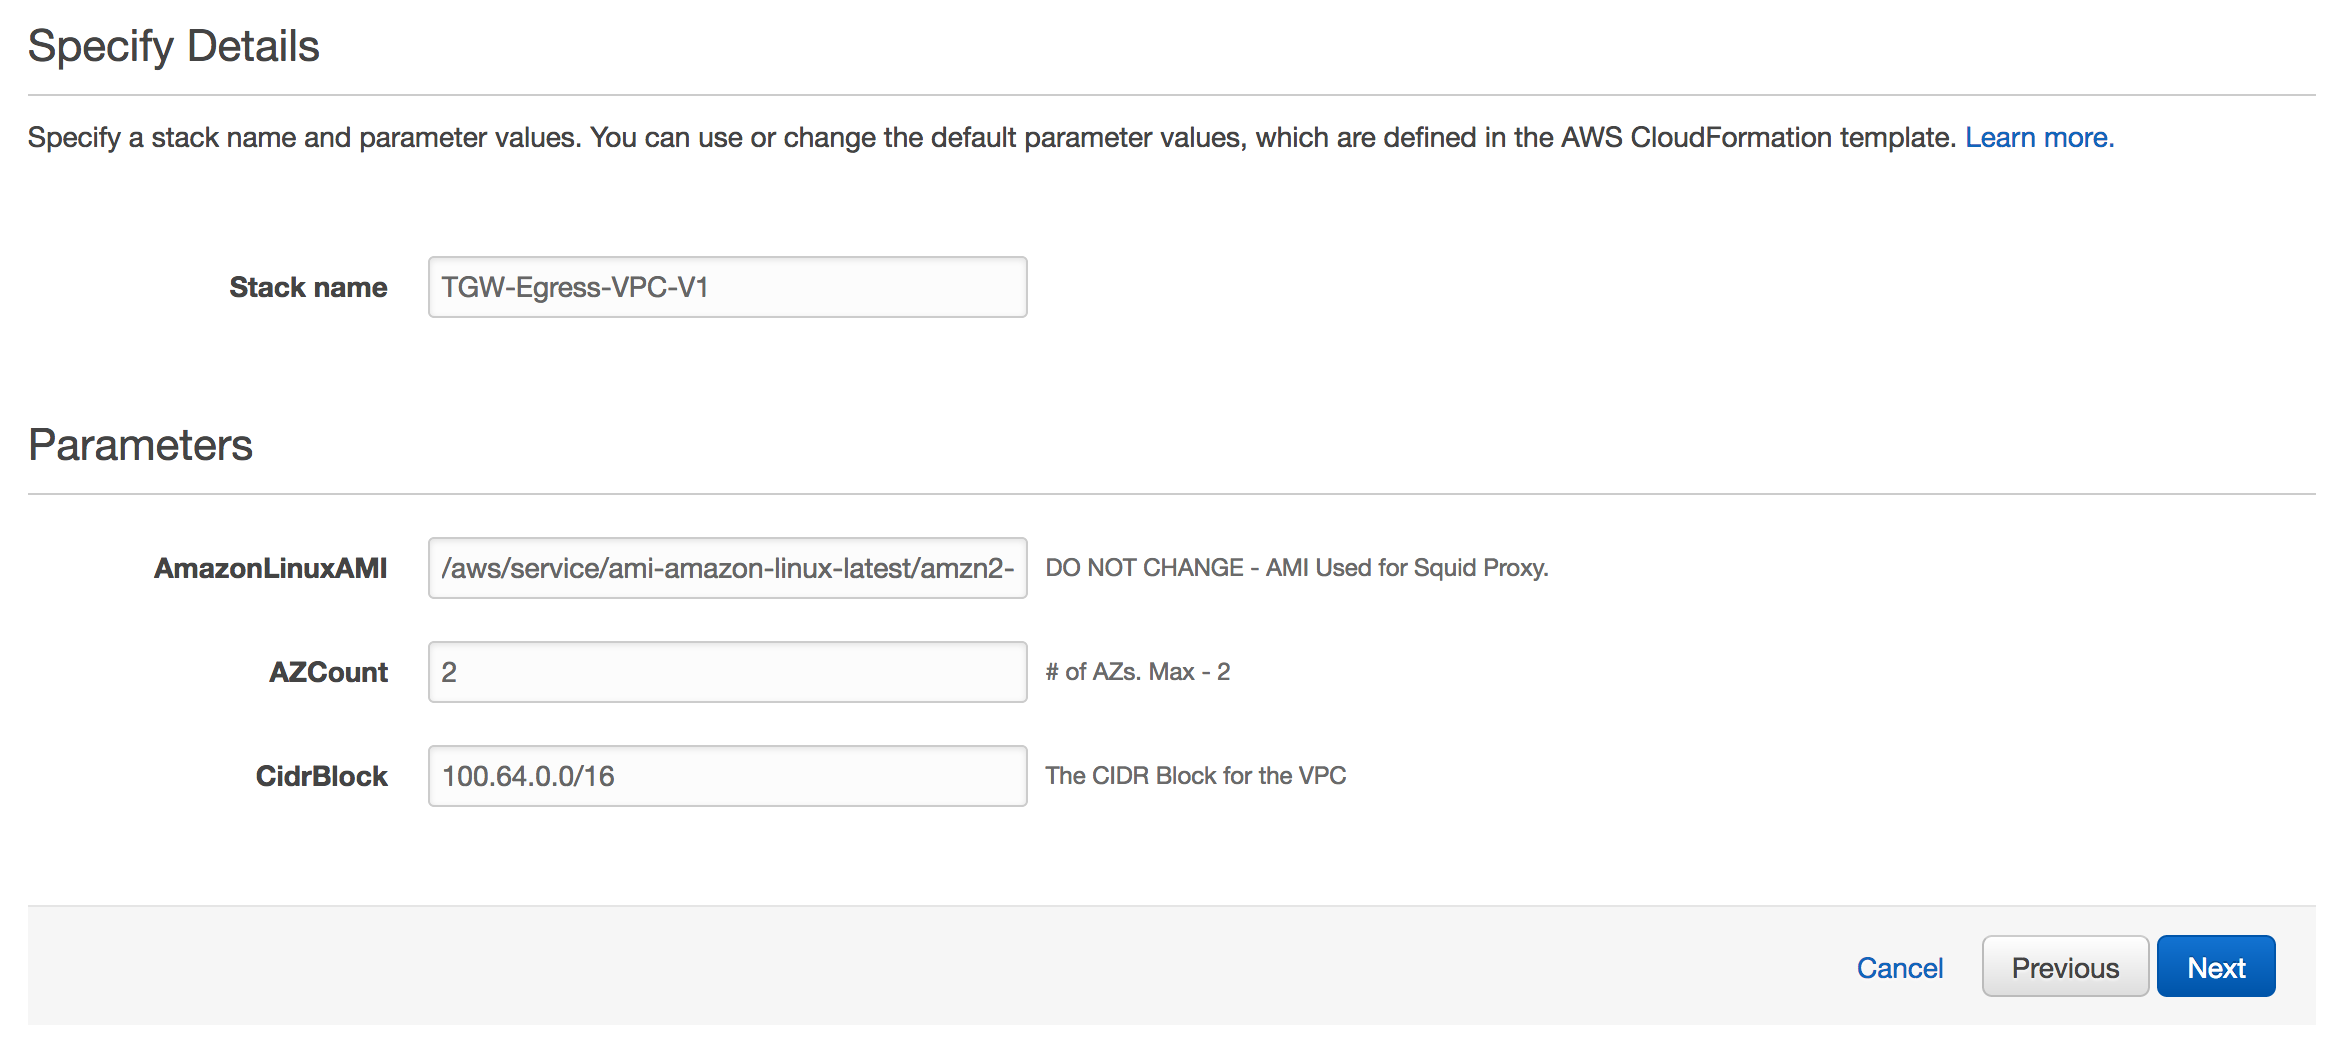 Specify Details
Specify a stack name and parameter values. You can use or change the default parameter values, which are defined in the AWS CloudFormation template. Learn more.
Stack name TGW-Egress-VPC-V1
Parameters
AmazonLinuxAMI /aws/service/ami-amazon-linux-latest/amzn2- DO NOT CHANGE - AMI Used for Squid Proxy.
AZCount 2 # of AZs. Max - 2
CidrBlock 100.64.0.0/16 The CIDR Block for the VPC
Cancel Previous Next